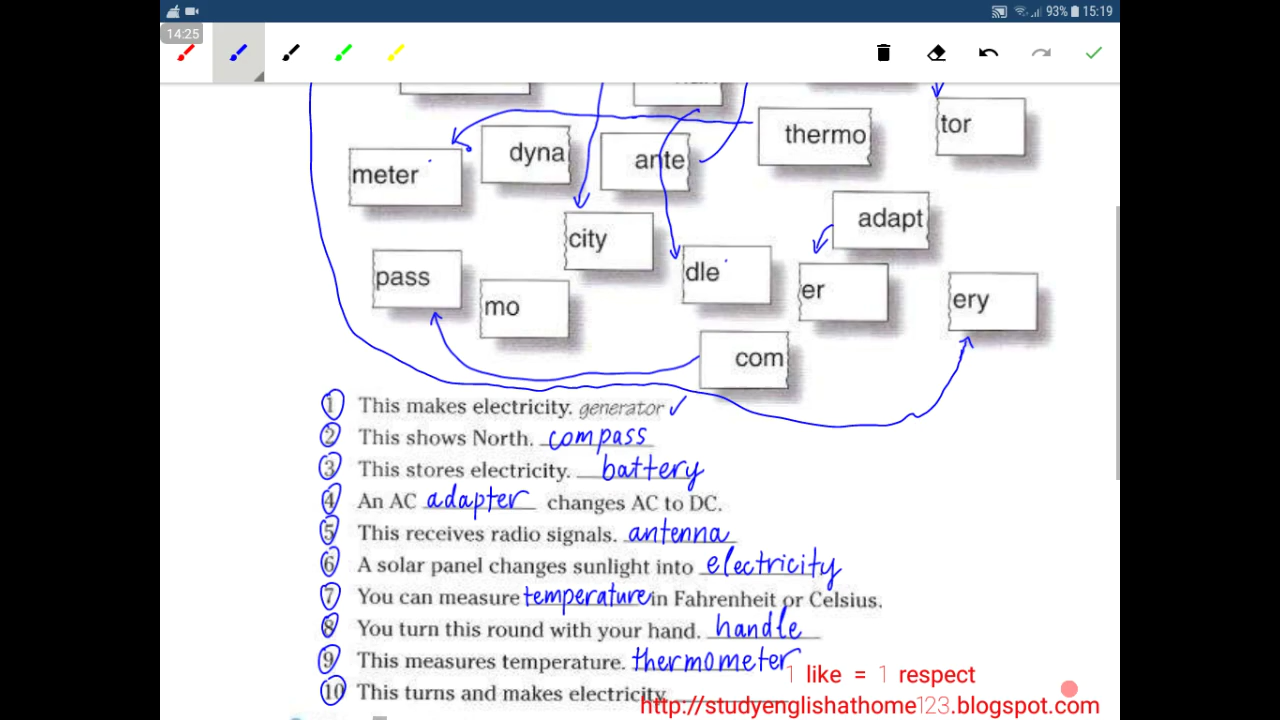 93% 15:19
14:25
thermo
tor
dyna
ante
meter
adapt
city
dle
pass
er
ery
mo
com
1 This makes electricity. generator ✓
2 This shows North. compass
3 This stores electricity. battery
4 An AC adapter changes AC to DC.
5 This receives radio signals. antenna
6 A solar panel changes sunlight into electricity
7 You can measure temperature in Fahrenheit or Celsius.
8 You turn this round with your hand. handle
9 This measures temperature. thermometer
1 like = 1 respect
10 This turns and makes electricity.
http://studyenglishathome123.blogspot.com